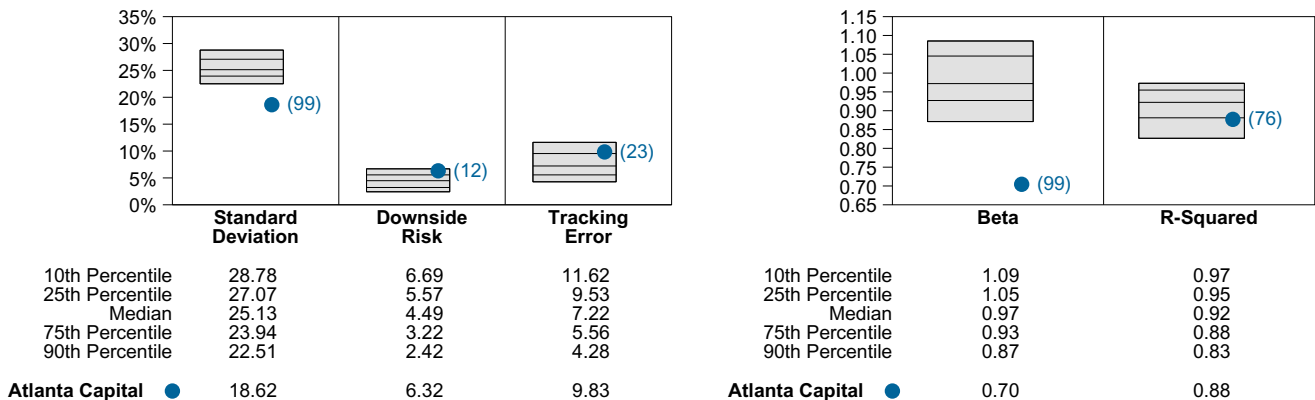 35%
30%
25%
20%
15%
10%
5%
0%
(99)
(12)
(23)
Standard Deviation
Downside Risk
Tracking Error
10th Percentile 28.78 6.69 11.62
25th Percentile 27.07 5.57 9.53
Median 25.13 4.49 7.22
75th Percentile 23.94 3.22 5.56
90th Percentile 22.51 2.42 4.28
Atlanta Capital 18.62 6.32 9.83
1.15
1.10
1.05
1.00
0.95
0.90
0.85
0.80
0.75
0.70
0.65
(99)
(76)
Beta
R-Squared
10th Percentile 1.09 0.97
25th Percentile 1.05 0.95
Median 0.97 0.92
75th Percentile 0.93 0.88
90th Percentile 0.87 0.83
Atlanta Capital 0.70 0.88